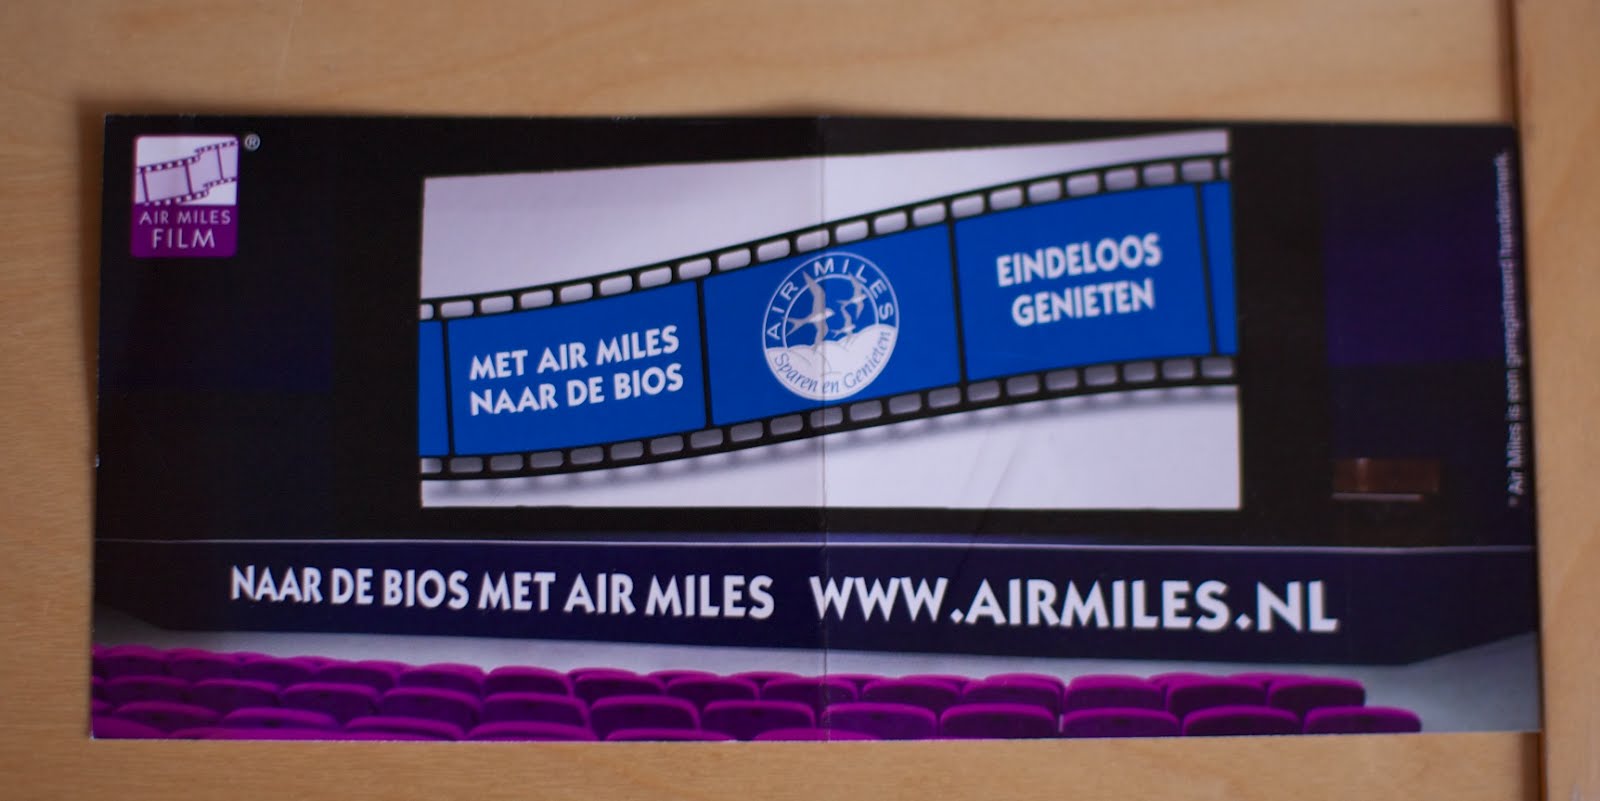 AIR MILES
FILM
®
MET AIR MILES
NAAR DE BIOS
AIR MILES
Sparen en Genieten
EINDELOOS
GENIETEN
NAAR DE BIOS MET AIR MILES WWW.AIRMILES.NL
* Air Miles is een geregistreerd handelsmerk.